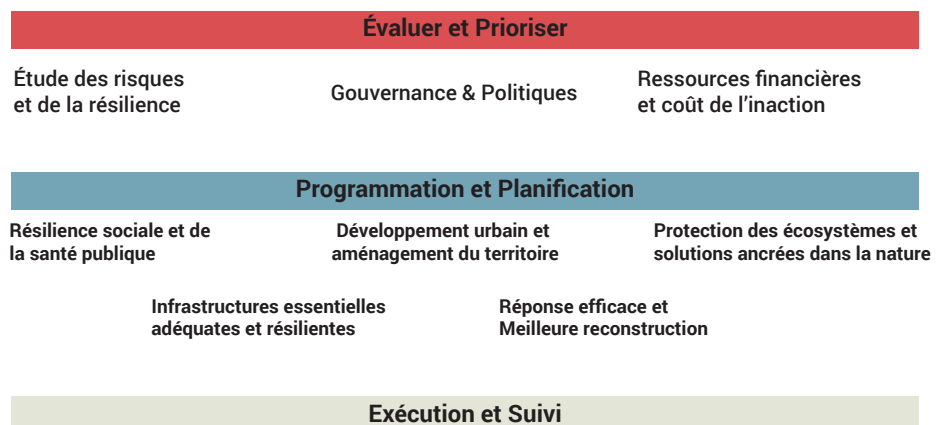 Évaluer et Prioriser
Étude des risques
et de la résilience
Gouvernance & Politiques
Ressources financières
et coût de l'inaction
Programmation et Planification
Résilience sociale et de
la santé publique
Développement urbain et
aménagement du territoire
Protection des écosystèmes et
solutions ancrées dans la nature
Infrastructures essentielles
adéquates et résilientes
Réponse efficace et
Meilleure reconstruction
Exécution et Suivi